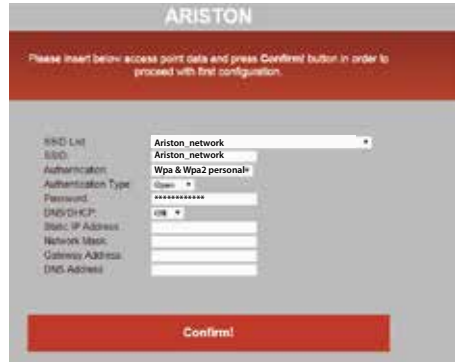 ARISTON
Please insert below access point data and press Confirm! button in order to
proceed with first configuration.
SSID List Ariston_network
SSID Ariston_network
Authentication Wpa & Wpa2 personal
Authentication Type Open
Password ************
DNS/DHCP
Static IP Address
Network Mask
Gateway Address
DNS Address
Confirm!